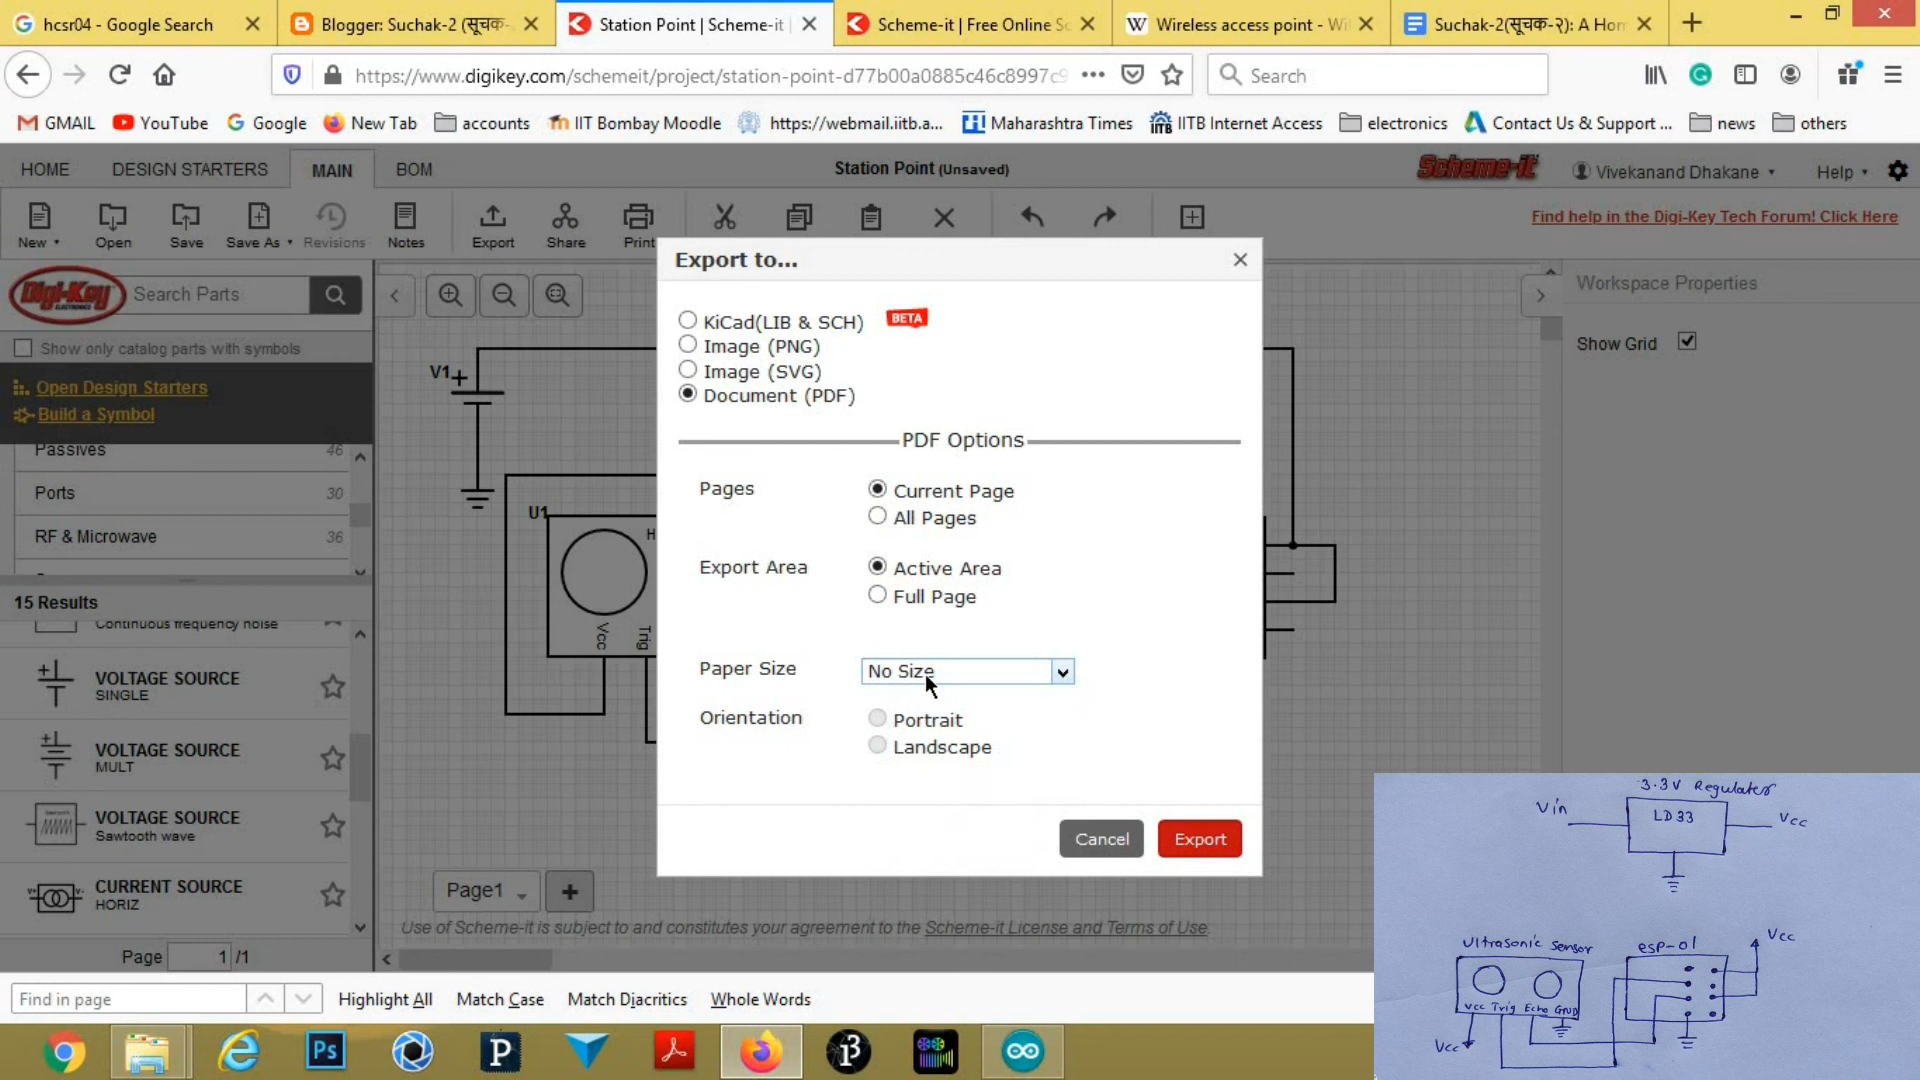 hcsr04 - Google Search
Blogger: Suchak-2 (सूचक-
Station Point | Scheme-it |
Scheme-it | Free Online Sc
Wireless access point - Wi
Suchak-2(सूचक-२): A Hom
https://www.digikey.com/schemeit/project/station-point-d77b00a0885c46c8997c9
Search
GMAIL
YouTube
Google
New Tab
accounts
IIT Bombay Moodle
https://webmail.iitb.a...
Maharashtra Times
IITB Internet Access
electronics
Contact Us & Support ...
news
others
HOME
DESIGN STARTERS
MAIN
BOM
Station Point (Unsaved)
Scheme-it
Vivekanand Dhakane
Help
New
Open
Save
Save As
Revisions
Notes
Export
Share
Print
Find help in the Digi-Key Tech Forum! Click Here
Digi-Key
ELECTRONICS
Search Parts
Show only catalog parts with symbols
Open Design Starters
Build a Symbol
Passives 46
Ports 30
RF & Microwave 36
15 Results
Continuous frequency noise
VOLTAGE SOURCE
SINGLE
VOLTAGE SOURCE
MULT
VOLTAGE SOURCE
Sawtooth wave
CURRENT SOURCE
HORIZ
Page 1 /1
V1
U1
H
Vcc
Trig
Export to...
KiCad(LIB & SCH) BETA
Image (PNG)
Image (SVG)
Document (PDF)
PDF Options
Pages
Current Page
All Pages
Export Area
Active Area
Full Page
Paper Size
No Size
Orientation
Portrait
Landscape
Cancel
Export
Workspace Properties
Show Grid
Page1
Use of Scheme-it is subject to and constitutes your agreement to the Scheme-it License and Terms of Use.
Find in page
Highlight All
Match Case
Match Diacritics
Whole Words
Ps
P
i3
3.3V Regulator
Vin
LD33
Vcc
Ultrasonic Sensor
esp-01
Vcc
Vcc Trig Echo GND
Vcc